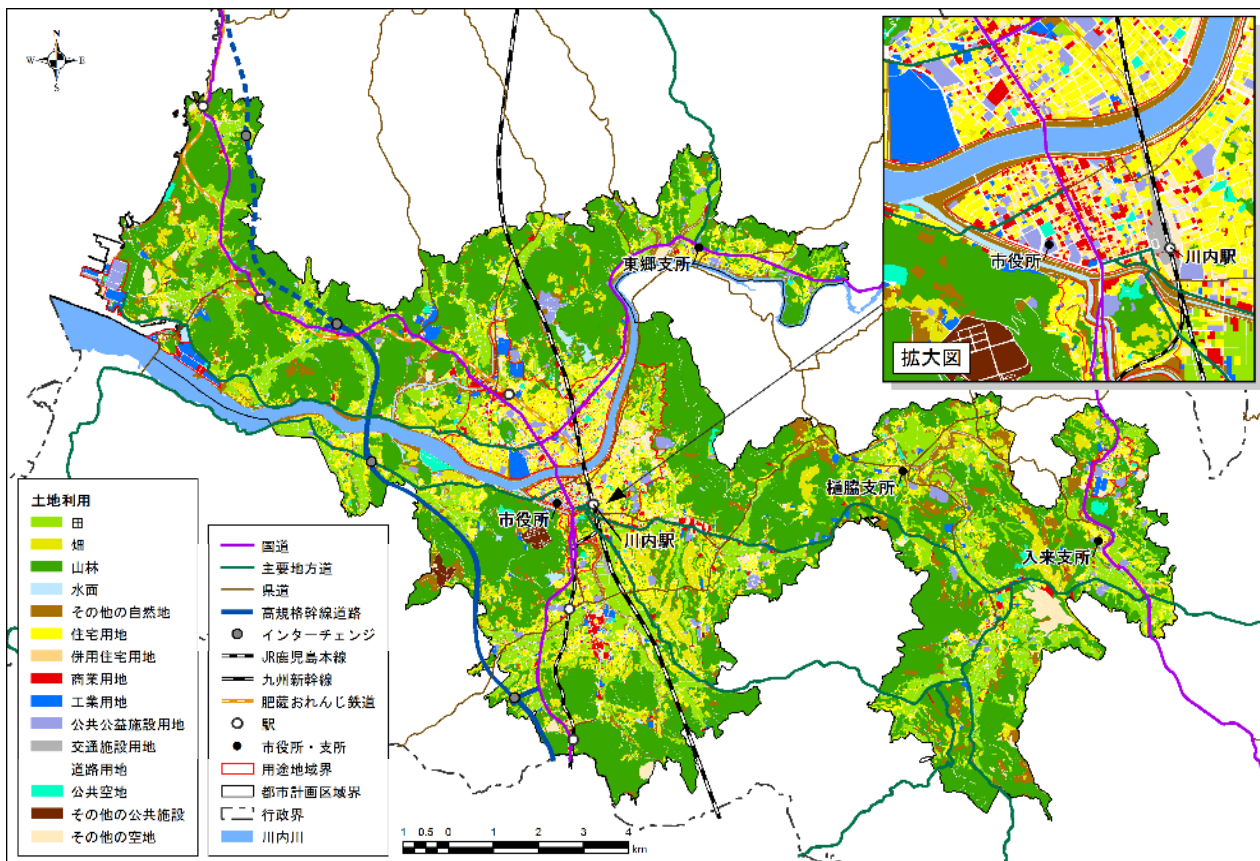 N
W
E
S
東郷支所
市役所
川内駅
拡大図
樋脇支所
入来支所
市役所
川内駅
土地利用
田
畑
山林
水面
その他の自然地
住宅用地
併用住宅用地
商業用地
工業用地
公共公益施設用地
交通施設用地
道路用地
公共空地
その他の公共施設
その他の空地
国道
主要地方道
県道
高規格幹線道路
インターチェンジ
JR鹿児島本線
九州新幹線
肥薩おれんじ鉄道
駅
市役所・支所
用途地域界
都市計画区域界
行政界
川内川
1 0.5 0 1 2 3 4
km